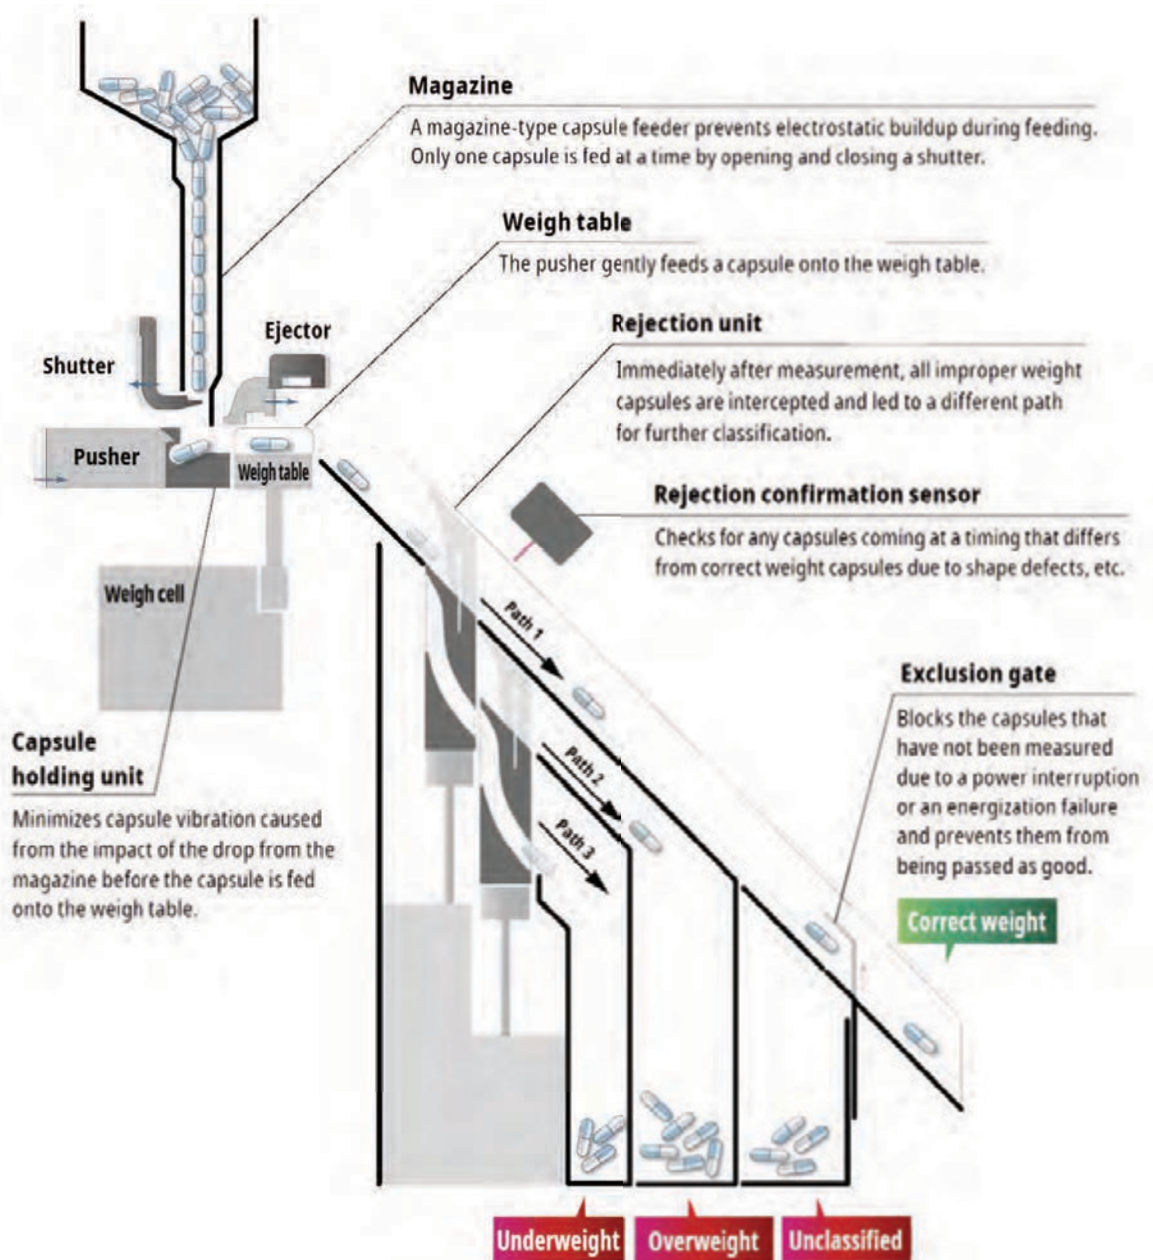 Magazine
A magazine-type capsule feeder prevents electrostatic buildup during feeding.
Only one capsule is fed at a time by opening and closing a shutter.
Weigh table
The pusher gently feeds a capsule onto the weigh table.
Ejector
Rejection unit
Shutter
Immediately after measurement, all improper weight
capsules are intercepted and led to a different path
for further classification.
Pusher
Weigh table
Rejection confirmation sensor
Checks for any capsules coming at a timing that differs
from correct weight capsules due to shape defects, etc.
Weigh cell
Path 1
Exclusion gate
Blocks the capsules that
have not been measured
due to a power interruption
or an energization failure
and prevents them from
being passed as good.
Capsule
holding unit
Minimizes capsule vibration caused
from the impact of the drop from the
magazine before the capsule is fed
onto the weigh table.
Path 2
Path 3
Correct weight
Underweight
Overweight
Unclassified